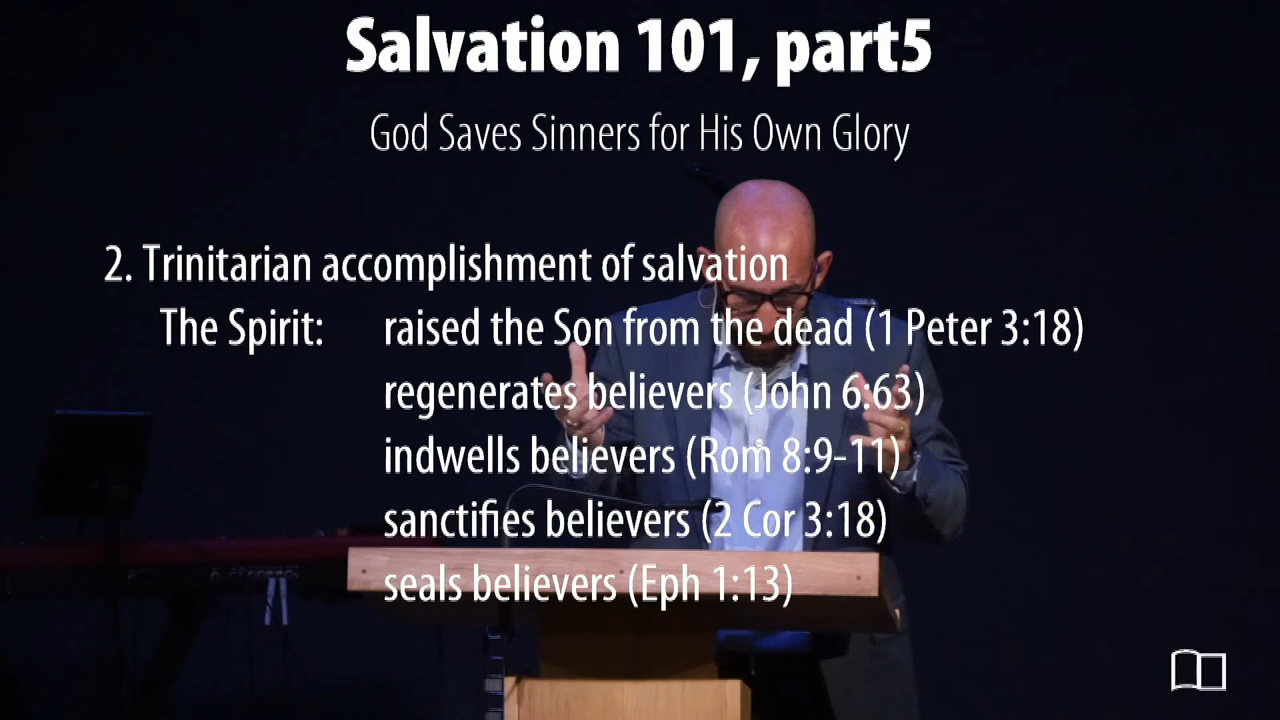 Salvation 101, part5
God Saves Sinners for His Own Glory
2. Trinitarian accomplishment of salvation
The Spirit: raised the Son from the dead (1 Peter 3:18)
regenerates believers (John 6:63)
indwells believers (Rom 8:9-11)
sanctifies believers (2 Cor 3:18)
seals believers (Eph 1:13)